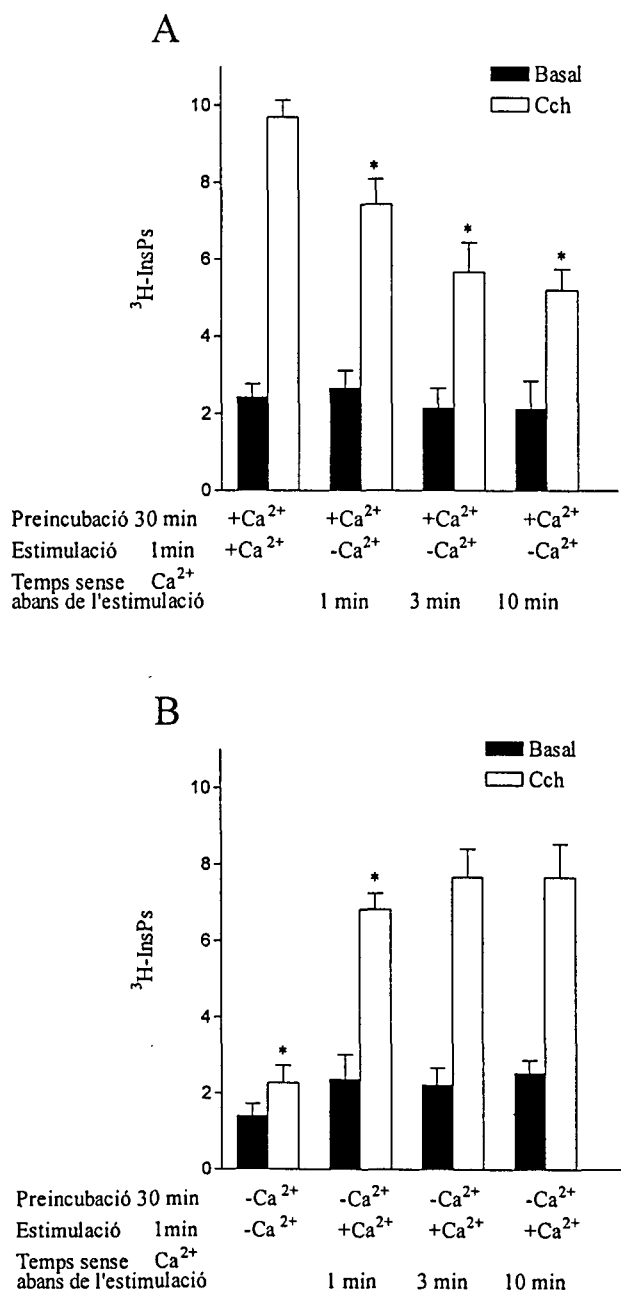 A
Basal
Cch
10
8
6
4
2
0
³H-InsPs
*
*
*
Preincubació 30 min +Ca²⁺ +Ca²⁺ +Ca²⁺ +Ca²⁺
Estimulació 1min +Ca²⁺ -Ca²⁺ -Ca²⁺ -Ca²⁺
Temps sense Ca²⁺
abans de l'estimulació 1 min 3 min 10 min
B
Basal
Cch
10
8
6
4
2
0
³H-InsPs
*
*
Preincubació 30 min -Ca²⁺ -Ca²⁺ -Ca²⁺ -Ca²⁺
Estimulació 1min -Ca²⁺ +Ca²⁺ +Ca²⁺ +Ca²⁺
Temps sense Ca²⁺
abans de l'estimulació 1 min 3 min 10 min